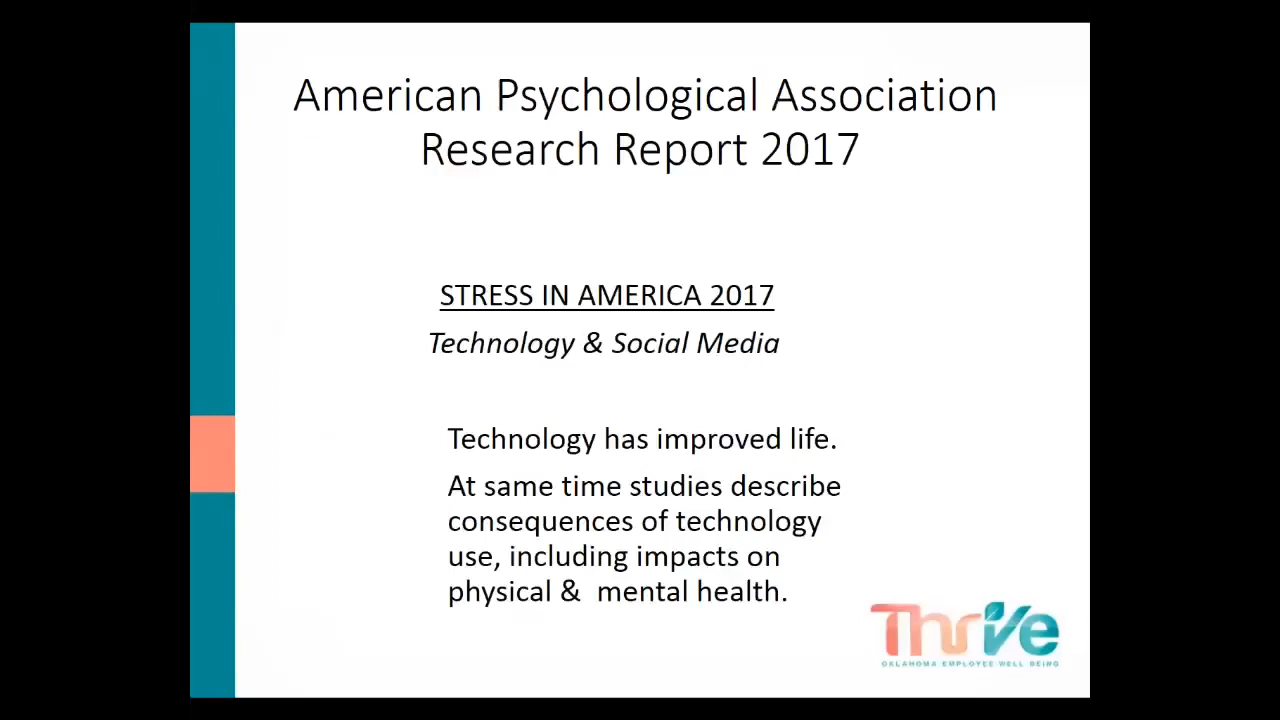 American Psychological Association
Research Report 2017
STRESS IN AMERICA 2017
Technology & Social Media
Technology has improved life.
At same time studies describe
consequences of technology
use, including impacts on
physical &  mental health.
Thrive
OKLAHOMA EMPLOYEE WELL BEING